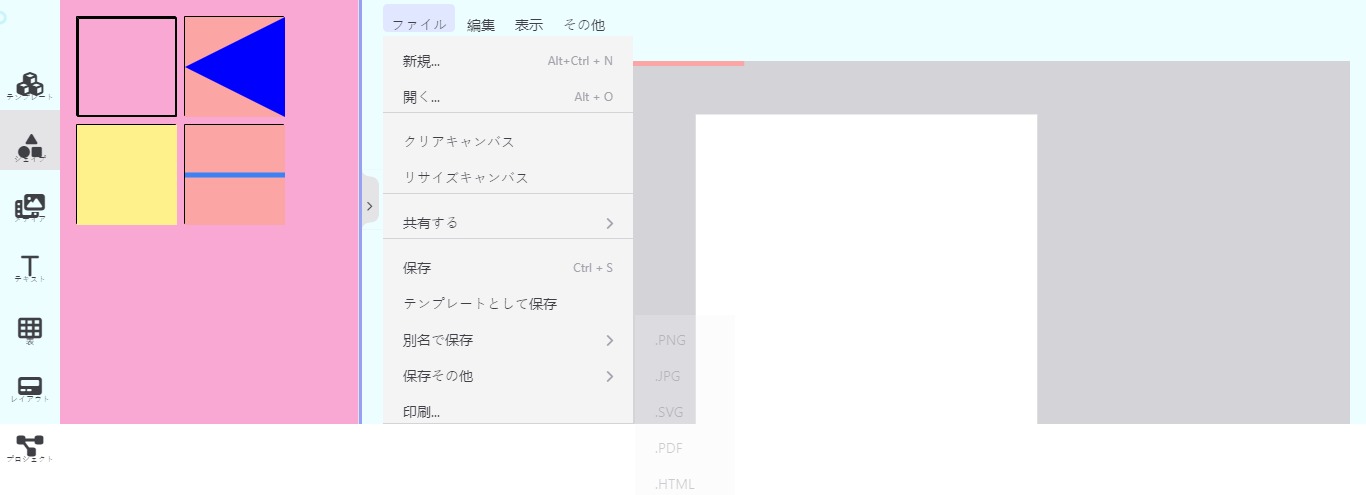 ファイル 編集 表示 その他
新規... Alt+Ctrl + N
開く... Alt + O
クリアキャンバス
リサイズキャンバス
共有する
保存 Ctrl + S
テンプレートとして保存
別名で保存
保存その他
印刷...
.PNG
.JPG
.SVG
.PDF
.HTML
テンプレート
シェイプ
テキスト
表
レイアウト
プロジェクト